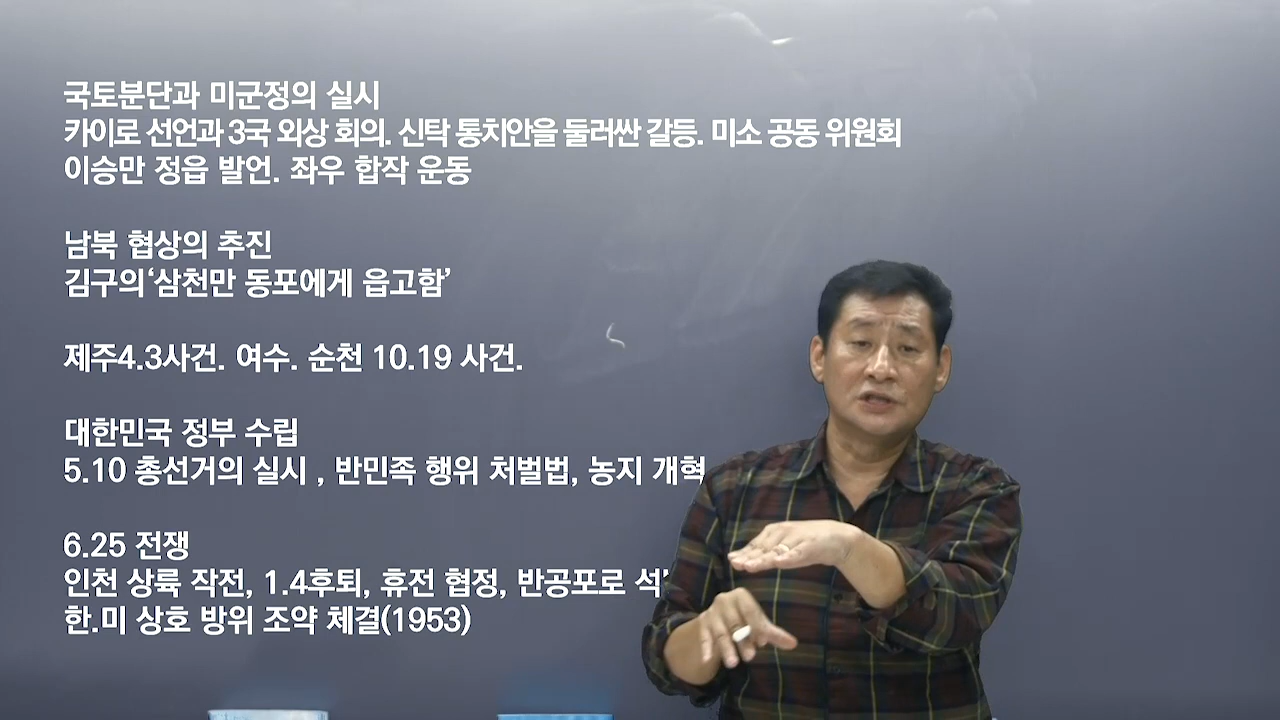 국토분단과 미군정의 실시
카이로 선언과 3국 외상 회의. 신탁 통치안을 둘러싼 갈등. 미소 공동 위원회
이승만 정읍 발언. 좌우 합작 운동
남북 협상의 추진
김구의 ‘삼천만 동포에게 읍고함’
제주4.3사건. 여수. 순천 10.19 사건.
대한민국 정부 수립
5.10 총선거의 실시 , 반민족 행위 처벌법, 농지 개혁
6.25 전쟁
인천 상륙 작전, 1.4후퇴, 휴전 협정, 반공포로
한.미 상호 방위 조약 체결(1953)